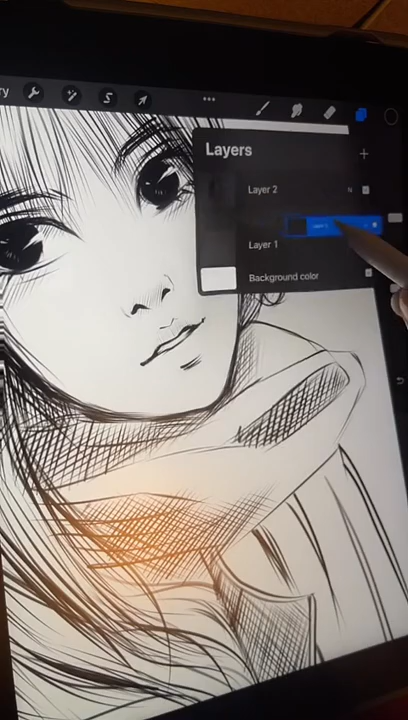 ry
Layers
Layer 2
N
Layer 1
Background color